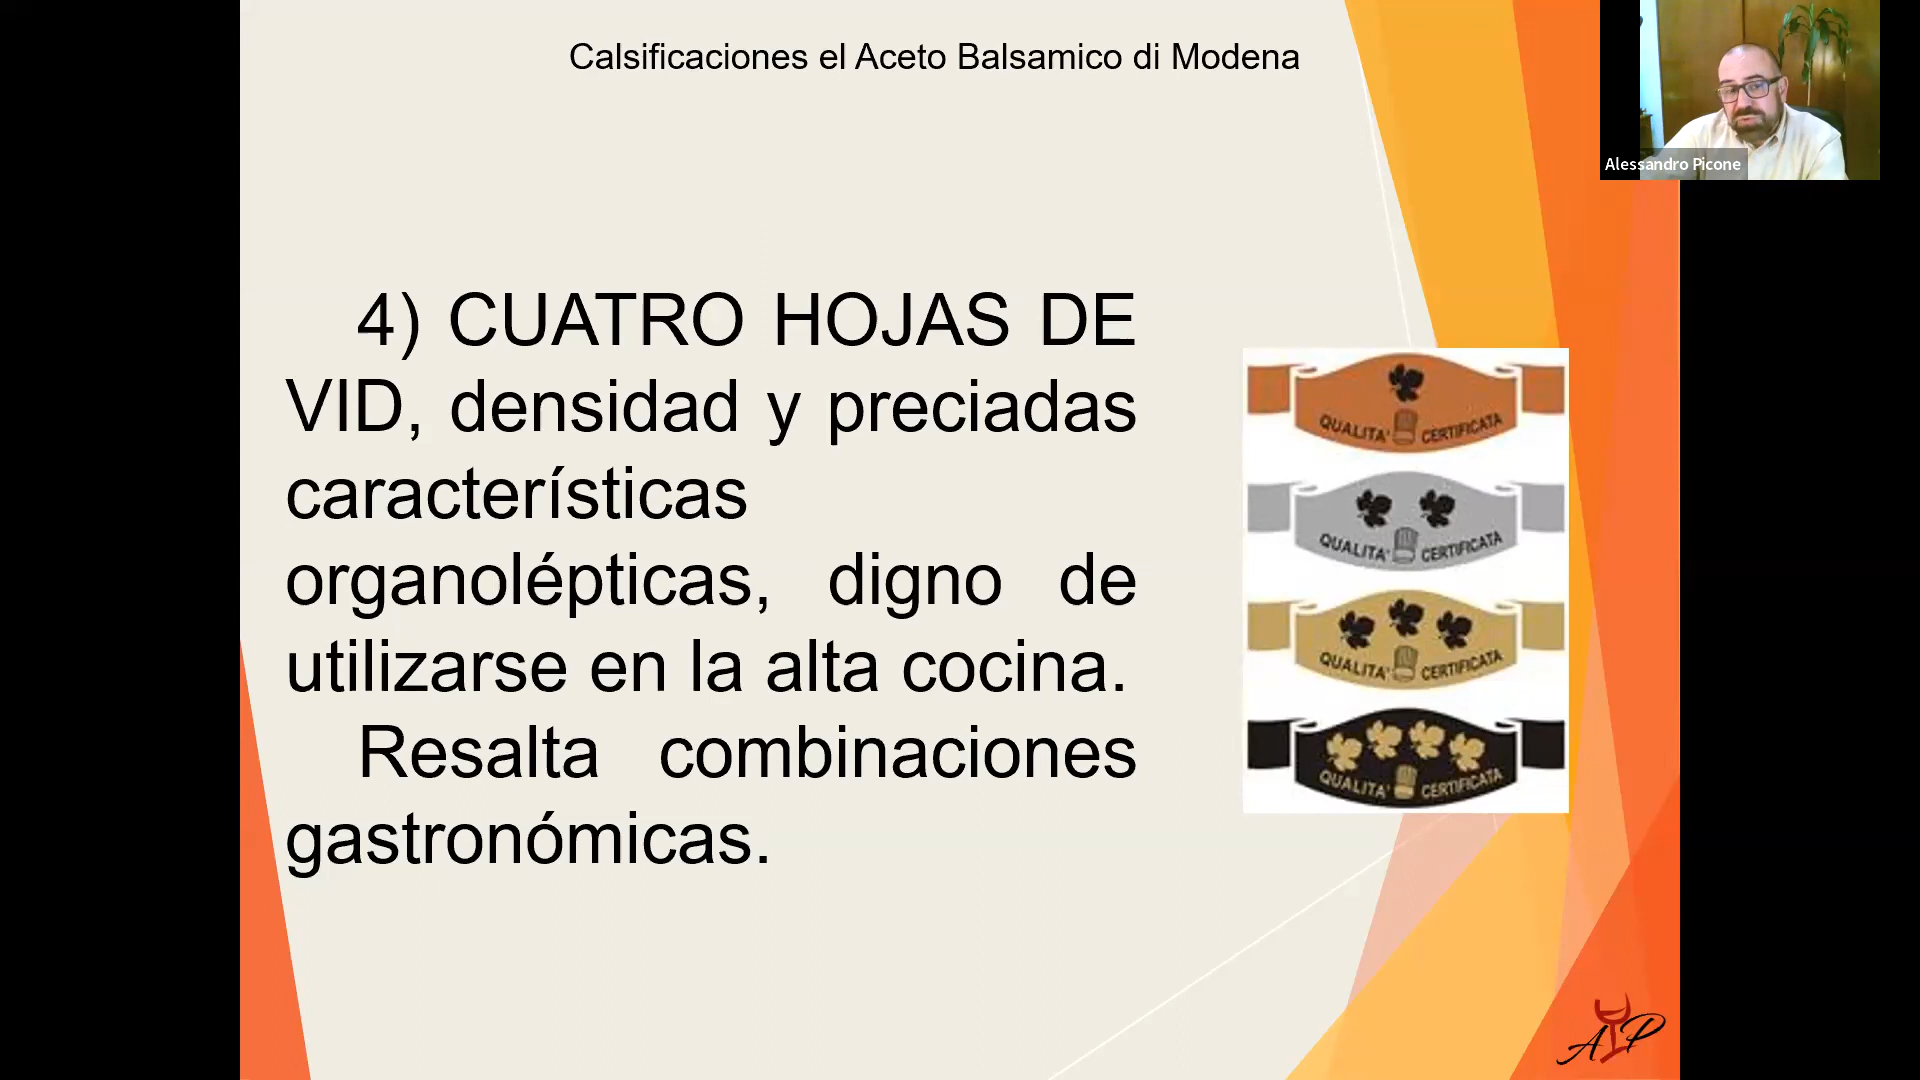 Calsificaciones el Aceto Balsamico di Modena
Alessandro Picone
4) CUATRO HOJAS DE
VID, densidad y preciadas
características
organolépticas, digno de
utilizarse en la alta cocina.
Resalta combinaciones
gastronómicas.
QUALITA' CERTIFICATA
QUALITA' CERTIFICATA
QUALITA' CERTIFICATA
QUALITA' CERTIFICATA
AP